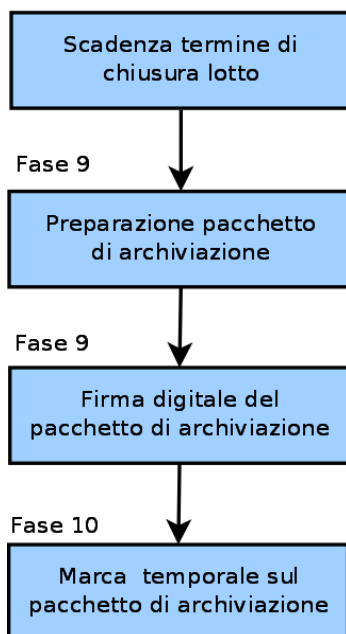 Scadenza termine di
chiusura lotto
Fase 9
Preparazione pacchetto
di archiviazione
Fase 9
Firma digitale del
pacchetto di archiviazione
Fase 10
Marca temporale sul
pacchetto di archiviazione